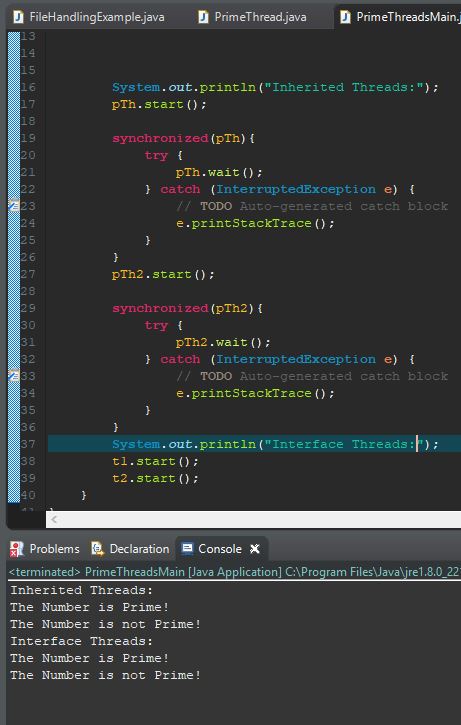 FileHandlingExample.java PrimeThread.java PrimeThreadsMain.j
13
14
15
16 System.out.println("Inherited Threads:");
17 pTh.start();
18
19 synchronized(pTh){
20 try {
21 pTh.wait();
22 } catch (InterruptedException e) {
23 // TODO Auto-generated catch block
24 e.printStackTrace();
25 }
26 }
27 pTh2.start();
28
29 synchronized(pTh2){
30 try {
31 pTh2.wait();
32 } catch (InterruptedException e) {
33 // TODO Auto-generated catch block
34 e.printStackTrace();
35 }
36 }
37 System.out.println("Interface Threads:");
38 t1.start();
39 t2.start();
40 }
41 }
Problems Declaration Console
<terminated> PrimeThreadsMain [Java Application] C:\Program Files\Java\jre1.8.0_221
Inherited Threads:
The Number is Prime!
The Number is not Prime!
Interface Threads:
The Number is Prime!
The Number is not Prime!